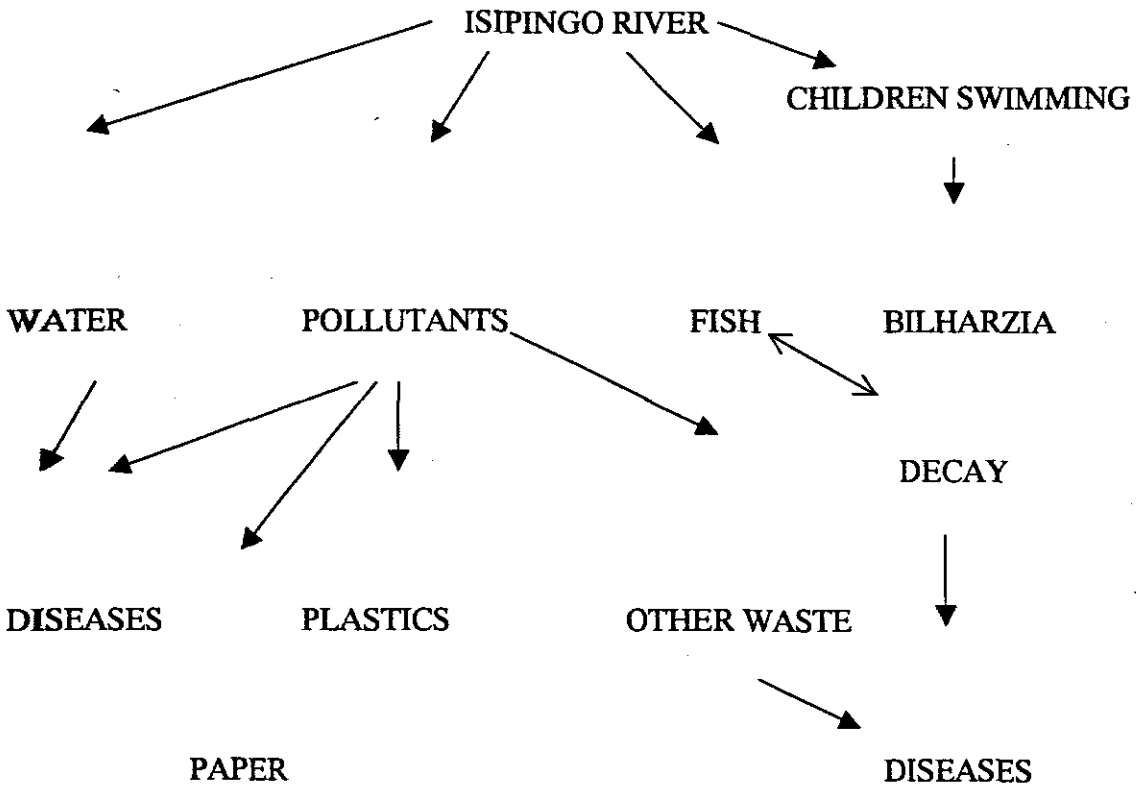 ISIPINGO RIVER
CHILDREN SWIMMING
WATER POLLUTANTS FISH BILHARZIA
DECAY
DISEASES PLASTICS OTHER WASTE
PAPER DISEASES